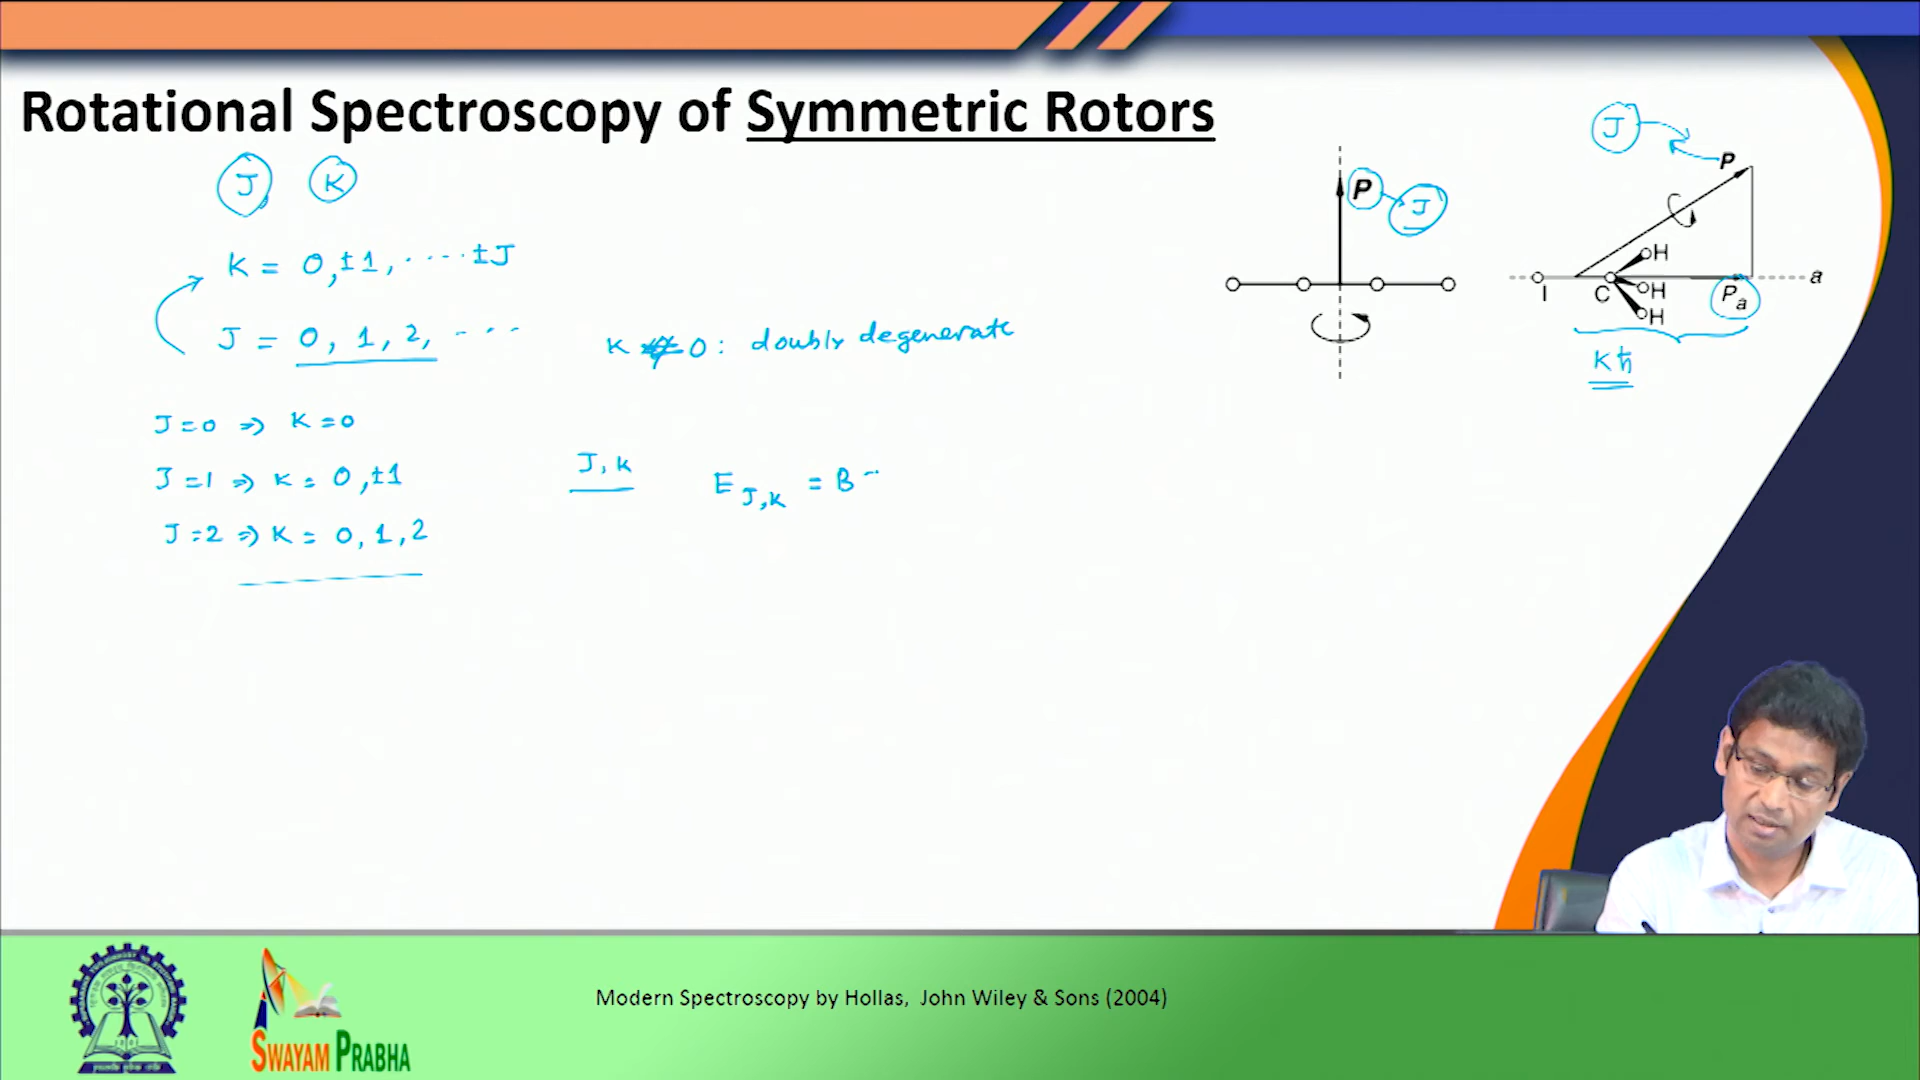 Rotational Spectroscopy of Symmetric Rotors
J K
K = 0, ±1, ···· ±J
J = 0, 1, 2, ···
K ≠ 0 : doubly degenerate
J=0 ⇒ K=0
J=1 ⇒ K= 0, ±1
J=2 ⇒ K= 0, 1, 2
J, K
E J,K = B -
P J
J
P
H
H
H
I
C
Pa
a
Kħ
Modern Spectroscopy by Hollas, John Wiley & Sons (2004)
SWAYAM PRABHA